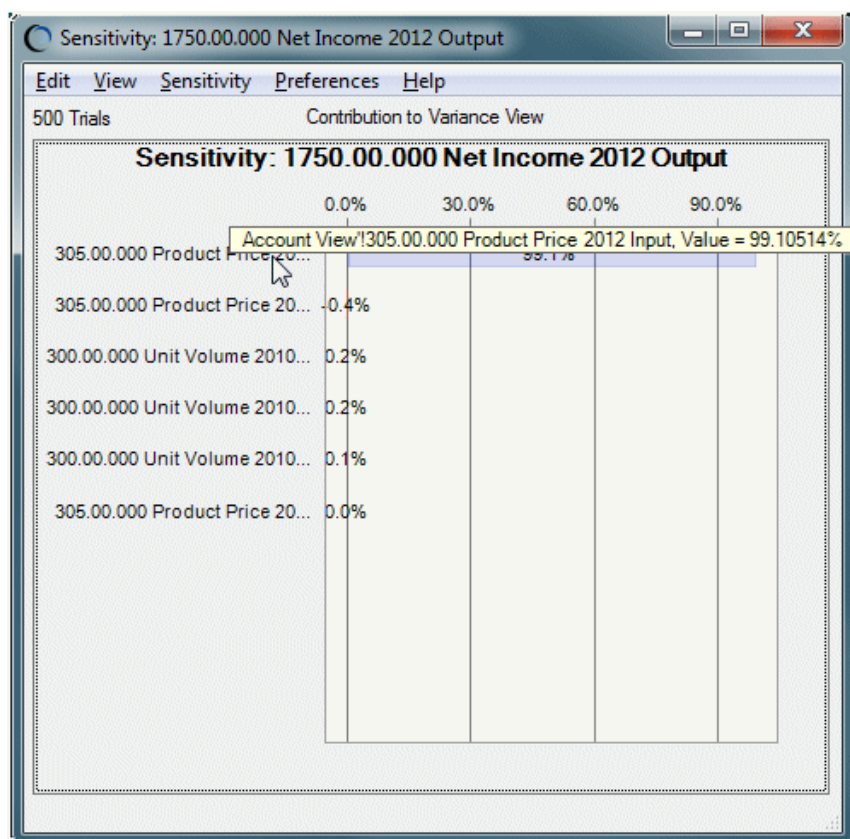 Sensitivity: 1750.00.000 Net Income 2012 Output
Edit View Sensitivity Preferences Help
500 Trials Contribution to Variance View
Sensitivity: 1750.00.000 Net Income 2012 Output
0.0% 30.0% 60.0% 90.0%
Account View'!305.00.000 Product Price 2012 Input, Value = 99.10514%
305.00.000 Product Price 20... 99.1%
305.00.000 Product Price 20... -0.4%
300.00.000 Unit Volume 2010... 0.2%
300.00.000 Unit Volume 2010... 0.2%
300.00.000 Unit Volume 2010... 0.1%
305.00.000 Product Price 20... 0.0%